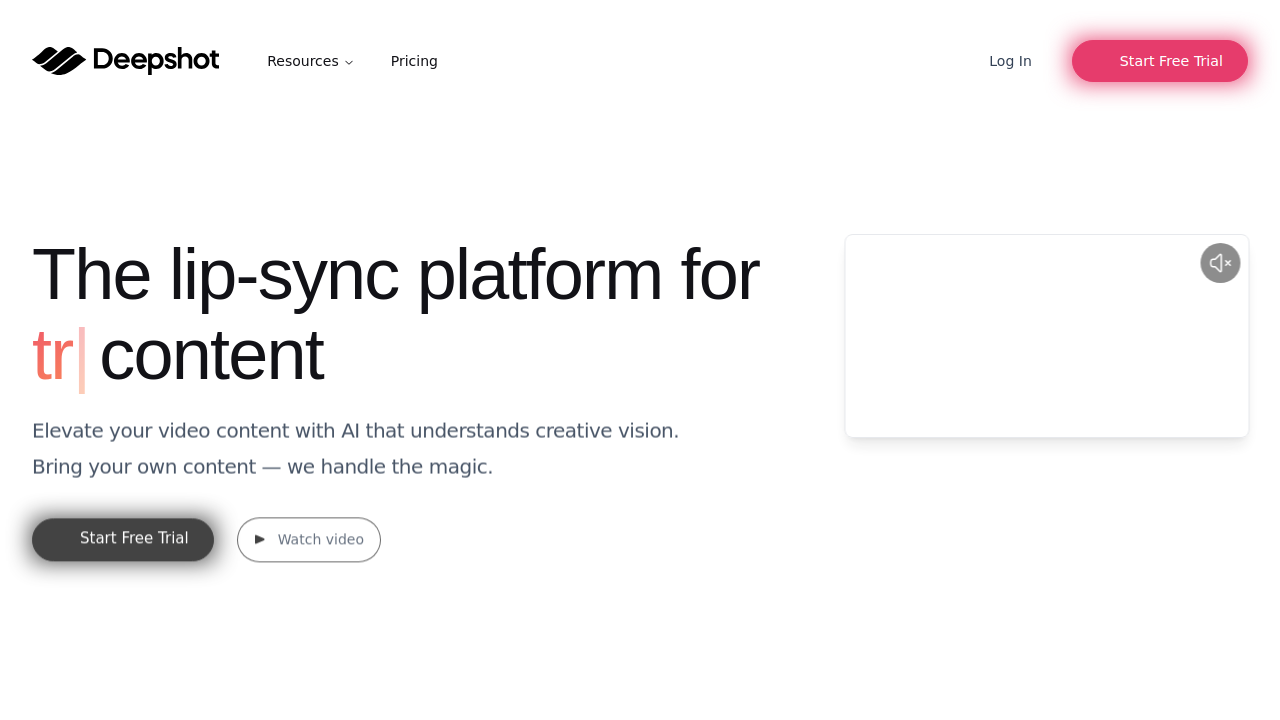 Deepshot
Resources
Pricing
Log In
Start Free Trial
The lip-sync platform for
tr| content
Elevate your video content with AI that understands creative vision.
Bring your own content — we handle the magic.
Start Free Trial
Watch video